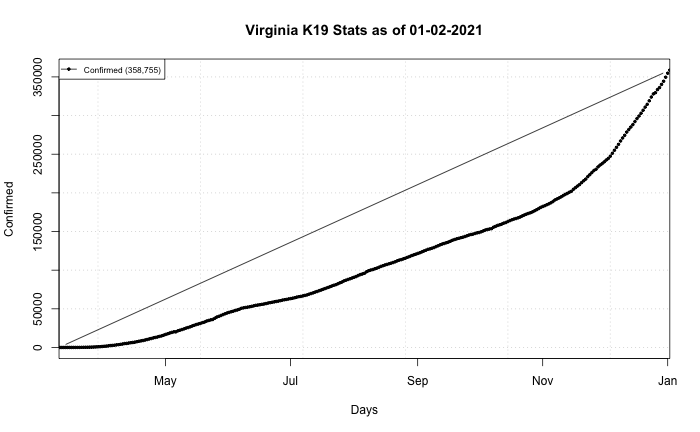 Virginia K19 Stats as of 01-02-2021
Confirmed (358,755)
350000
250000
150000
50000
0
Confirmed
May Jul Sep Nov Jan
Days